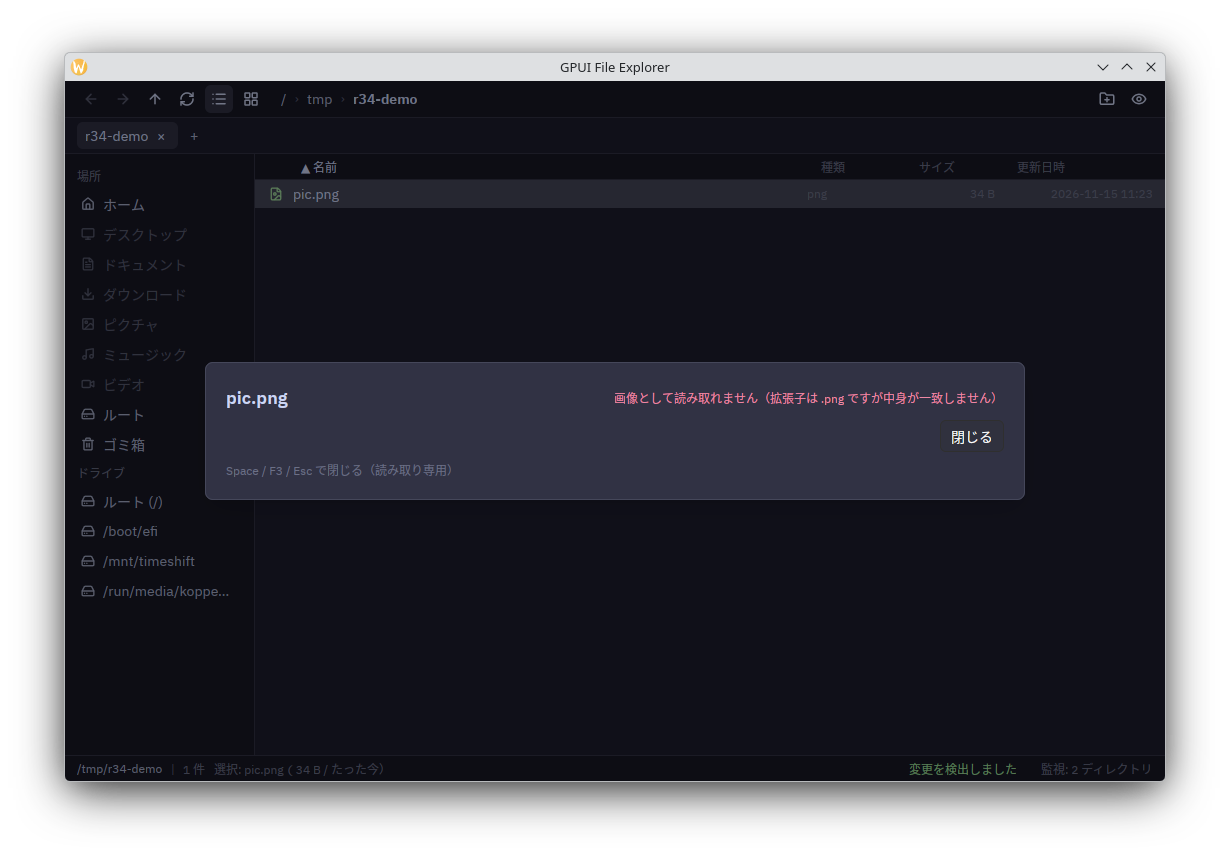 GPUI File Explorer
/ › tmp › r34-demo
r34-demo × +
場所
ホーム
デスクトップ
ドキュメント
ダウンロード
ピクチャ
ミュージック
ビデオ
ルート
ゴミ箱
ドライブ
ルート (/)
/boot/efi
/mnt/timeshift
/run/media/koppe...
▲名前 種類 サイズ 更新日時
pic.png png 34 B 2026-11-15 11:23
pic.png 画像として読み取れません（拡張子は .png ですが中身が一致しません）
閉じる
Space / F3 / Esc で閉じる（読み取り専用）
/tmp/r34-demo | 1 件 選択: pic.png ( 34 B / たった今） 変更を検出しました 監視: 2 ディレクトリ